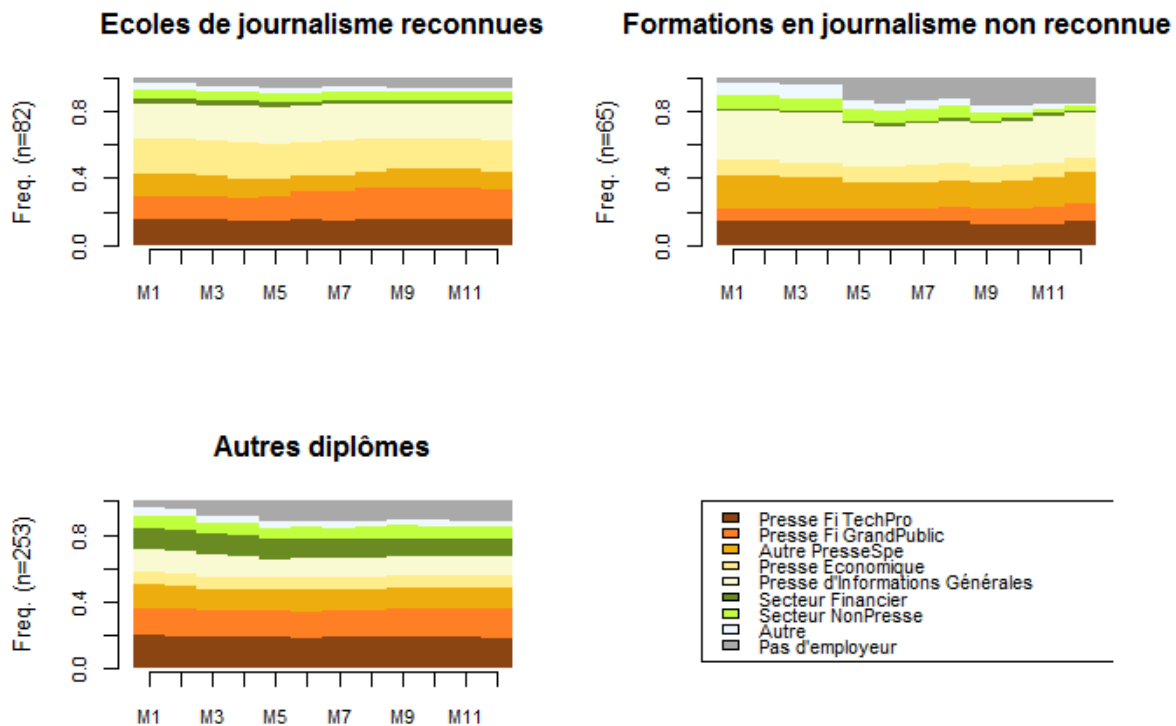 Ecoles de journalisme reconnues
Formations en journalisme non reconnue
Freq. (n=82)
0.0 0.4 0.8
M1 M3 M5 M7 M9 M11
Freq. (n=65)
0.0 0.4 0.8
M1 M3 M5 M7 M9 M11
Autres diplômes
Freq. (n=253)
0.0 0.4 0.8
M1 M3 M5 M7 M9 M11
Presse Fi TechPro
Presse Fi GrandPublic
Autre PresseSpe
Presse Economique
Presse d'Informations Générales
Secteur Financier
Secteur NonPresse
Autre
Pas d'employeur